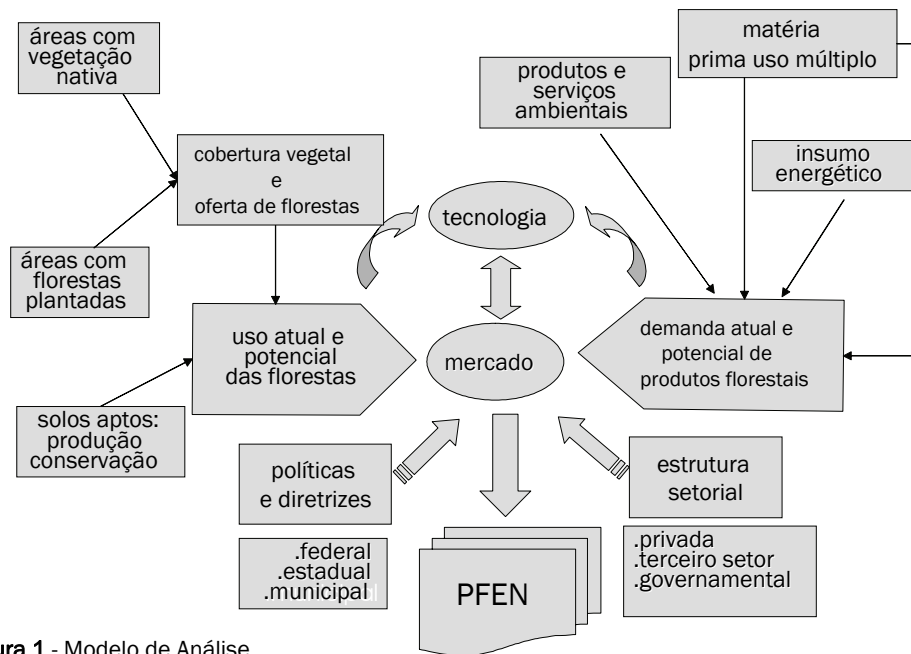 áreas com
vegetação
nativa
matéria
prima uso múltiplo
produtos e
serviços
ambientais
cobertura vegetal
e
oferta de florestas
insumo
energético
tecnologia
áreas com
florestas
plantadas
uso atual e
potencial
das florestas
mercado
demanda atual e
potencial de
produtos florestais
solos aptos:
produção
conservação
políticas
e diretrizes
estrutura
setorial
.federal
.estadual
.municipal
PFEN
.privada
.terceiro setor
.governamental
ura 1 - Modelo de Análise